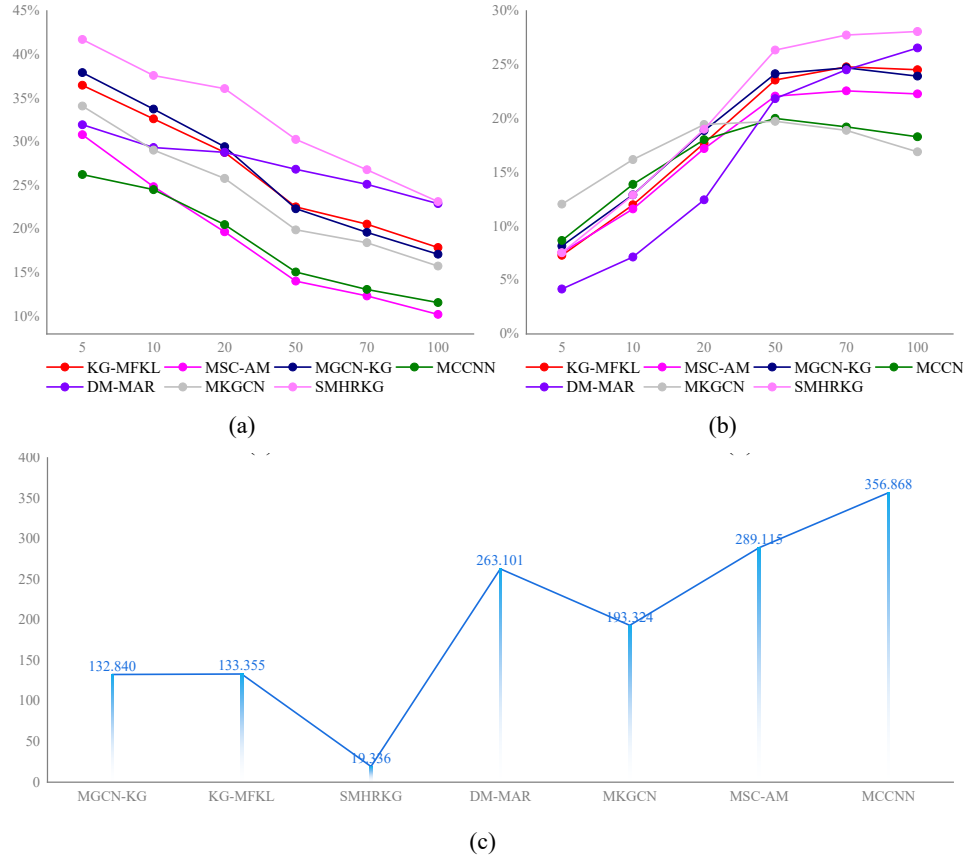 45%
40%
35%
30%
25%
20%
15%
10%
5 10 20 50 70 100
KG-MFKL MSC-AM MGCN-KG MCCNN
DM-MAR MKGCN SMHRKG
(a)
30%
25%
20%
15%
10%
5%
0%
5 10 20 50 70 100
KG-MFKL MSC-AM MGCN-KG MCCN
DM-MAR MKGCN SMHRKG
(b)
400
350
300
250
200
150
100
50
0
132.840 133.355 19.336 263.101 193.324 289.115 356.868
MGCN-KG KG-MFKL SMHRKG DM-MAR MKGCN MSC-AM MCCNN
(c)